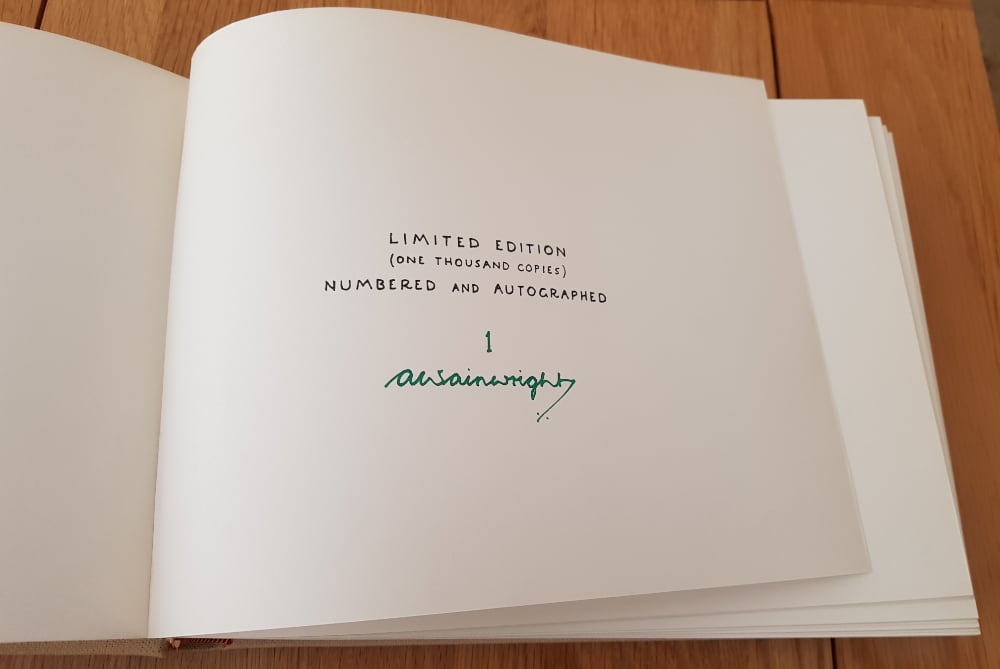 LIMITED EDITION
(ONE THOUSAND COPIES)
NUMBERED AND AUTOGRAPHED
1
awainwright